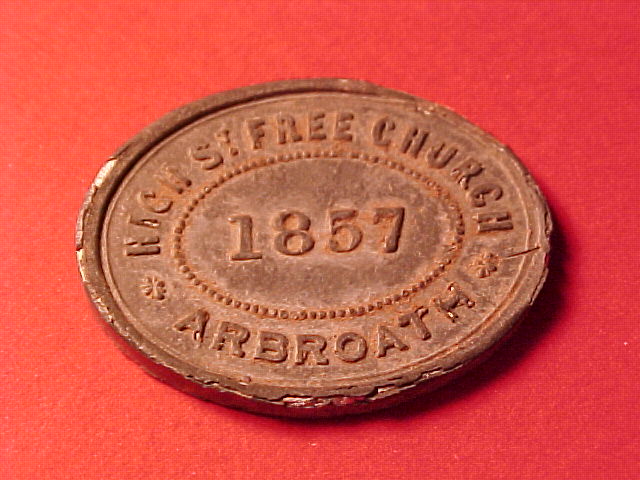 HIGH ST. FREE CHURCH
1857
ARBROATH